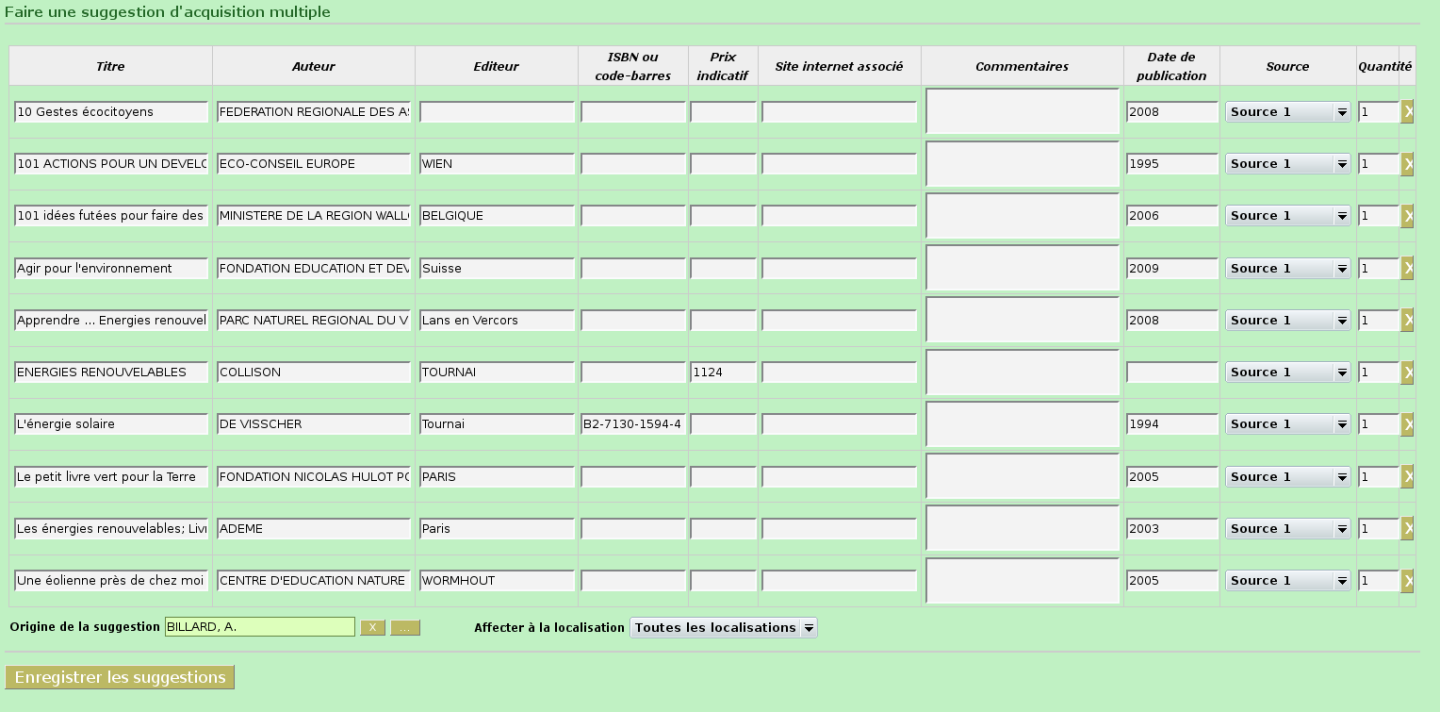 Faire une suggestion d'acquisition multiple
Titre Auteur Editeur ISBN ou code-barres Prix indicatif Site internet associé Commentaires Date de publication Source Quantité
10 Gestes écocitoyens FEDERATION REGIONALE DES 2008 Source 1 1 X
101 ACTIONS POUR UN DEVELO ECO-CONSEIL EUROPE WIEN 1995 Source 1 1 X
101 idées futées pour faire des MINISTERE DE LA REGION WALL BELGIQUE 2006 Source 1 1 X
Agir pour l'environnement FONDATION EDUCATION ET DEV Suisse 2009 Source 1 1 X
Apprendre ... Energies renouvel PARC NATUREL REGIONAL DU V Lans en Vercors 2008 Source 1 1 X
ENERGIES RENOUVELABLES COLLISON TOURNAI 1124 Source 1 1 X
L'énergie solaire DE VISSCHER Tournai B2-7130-1594-4 1994 Source 1 1 X
Le petit livre vert pour la Terre FONDATION NICOLAS HULOT PO PARIS 2005 Source 1 1 X
Les énergies renouvelables; Livr ADEME Paris 2003 Source 1 1 X
Une éolienne près de chez moi CENTRE D'EDUCATION NATURE WORMHOUT 2005 Source 1 1 X
Origine de la suggestion BILLARD, A. X ... Affecter à la localisation Toutes les localisations
Enregistrer les suggestions